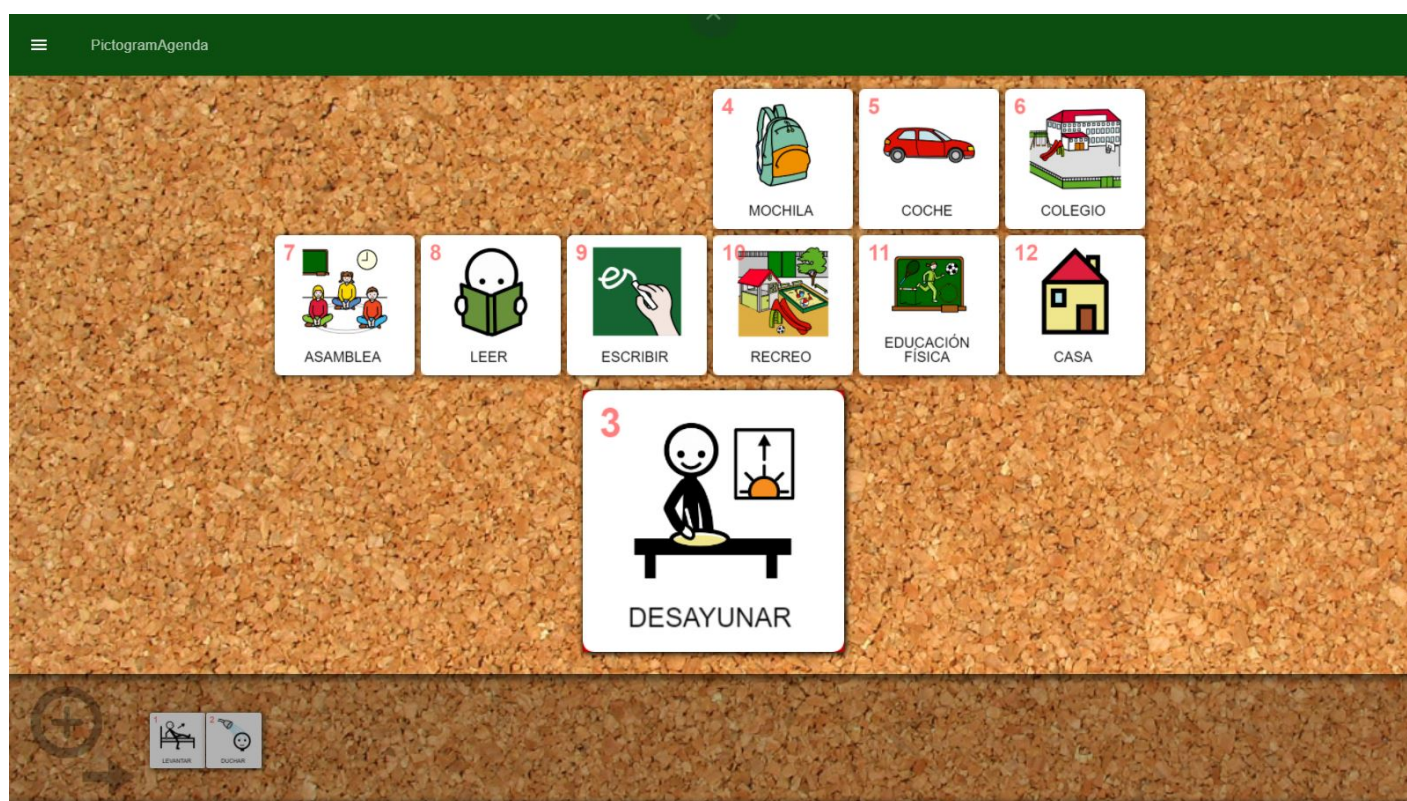 PictogramAgenda
4
MOCHILA
5
COCHE
6
COLEGIO
7
ASAMBLEA
8
LEER
9
es
ESCRIBIR
10
RECREO
11
EDUCACIÓN
FÍSICA
12
CASA
3
DESAYUNAR
1
LEVANTAR
2
DUCHAR